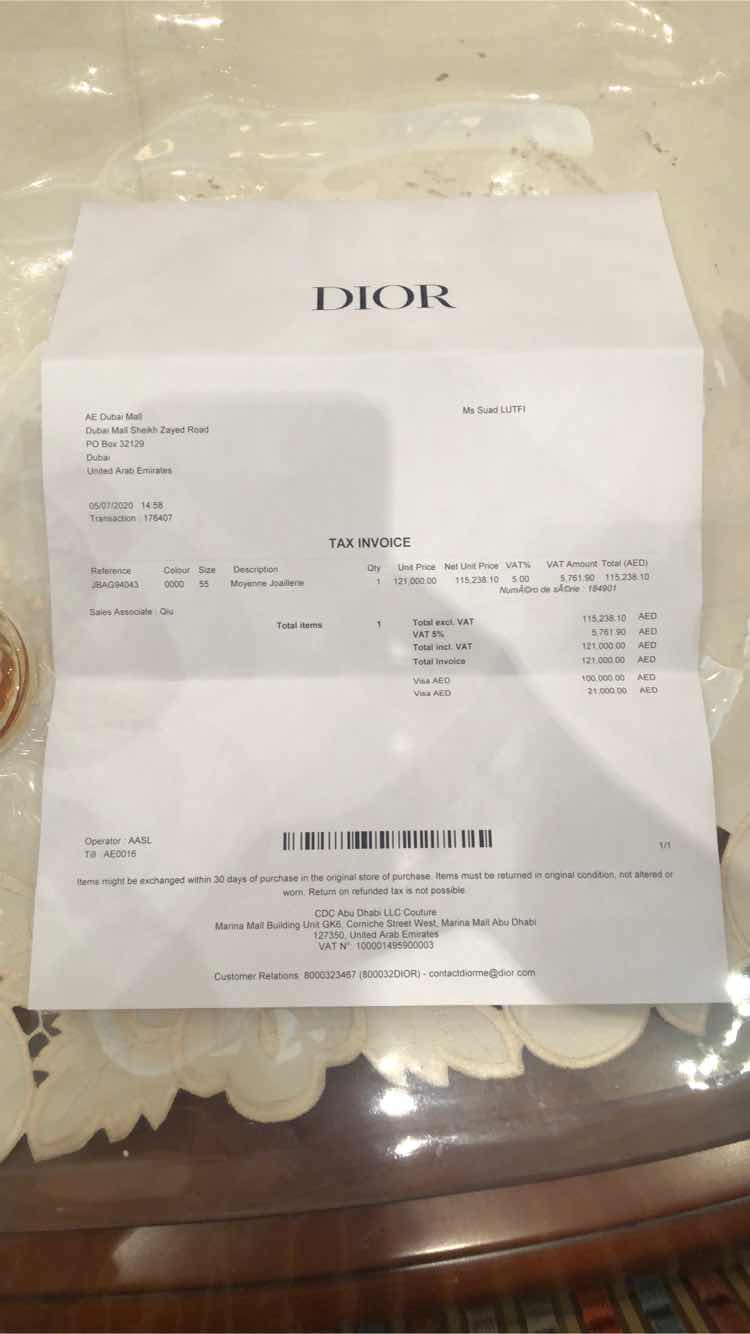 DIOR
AE Dubai Mall
Dubai Mall Sheikh Zayed Road
PO Box 32129
Dubai
United Arab Emirates
Ms Suad LUTFI
05/07/2020 14:58
Transaction : 176407
TAX INVOICE
Reference Colour Size Description Qty Unit Price Net Unit Price VAT% VAT Amount Total (AED)
JBAG94043 0000 55 Moyenne Joaillerie 1 121,000.00 115,238.10 5.00 5,761.90 115,238.10
NumÃ©ro de sÃ©rie : 184901
Sales Associate : Qiu
Total items 1
Total excl. VAT 115,238.10 AED
VAT 5% 5,761.90 AED
Total incl. VAT 121,000.00 AED
Total Invoice 121,000.00 AED
Visa AED 100,000.00 AED
Visa AED 21,000.00 AED
Operator : AASL
Till : AE0016
1/1
Items might be exchanged within 30 days of purchase in the original store of purchase. Items must be returned in original condition, not altered or
worn. Return on refunded tax is not possible.
CDC Abu Dhabi LLC Couture
Marina Mall Building Unit GK6, Corniche Street West, Marina Mall Abu Dhabi
127350, United Arab Emirates
VAT N°: 100001495900003
Customer Relations: 8000323467 (800032DIOR) - contactdiorme@dior.com